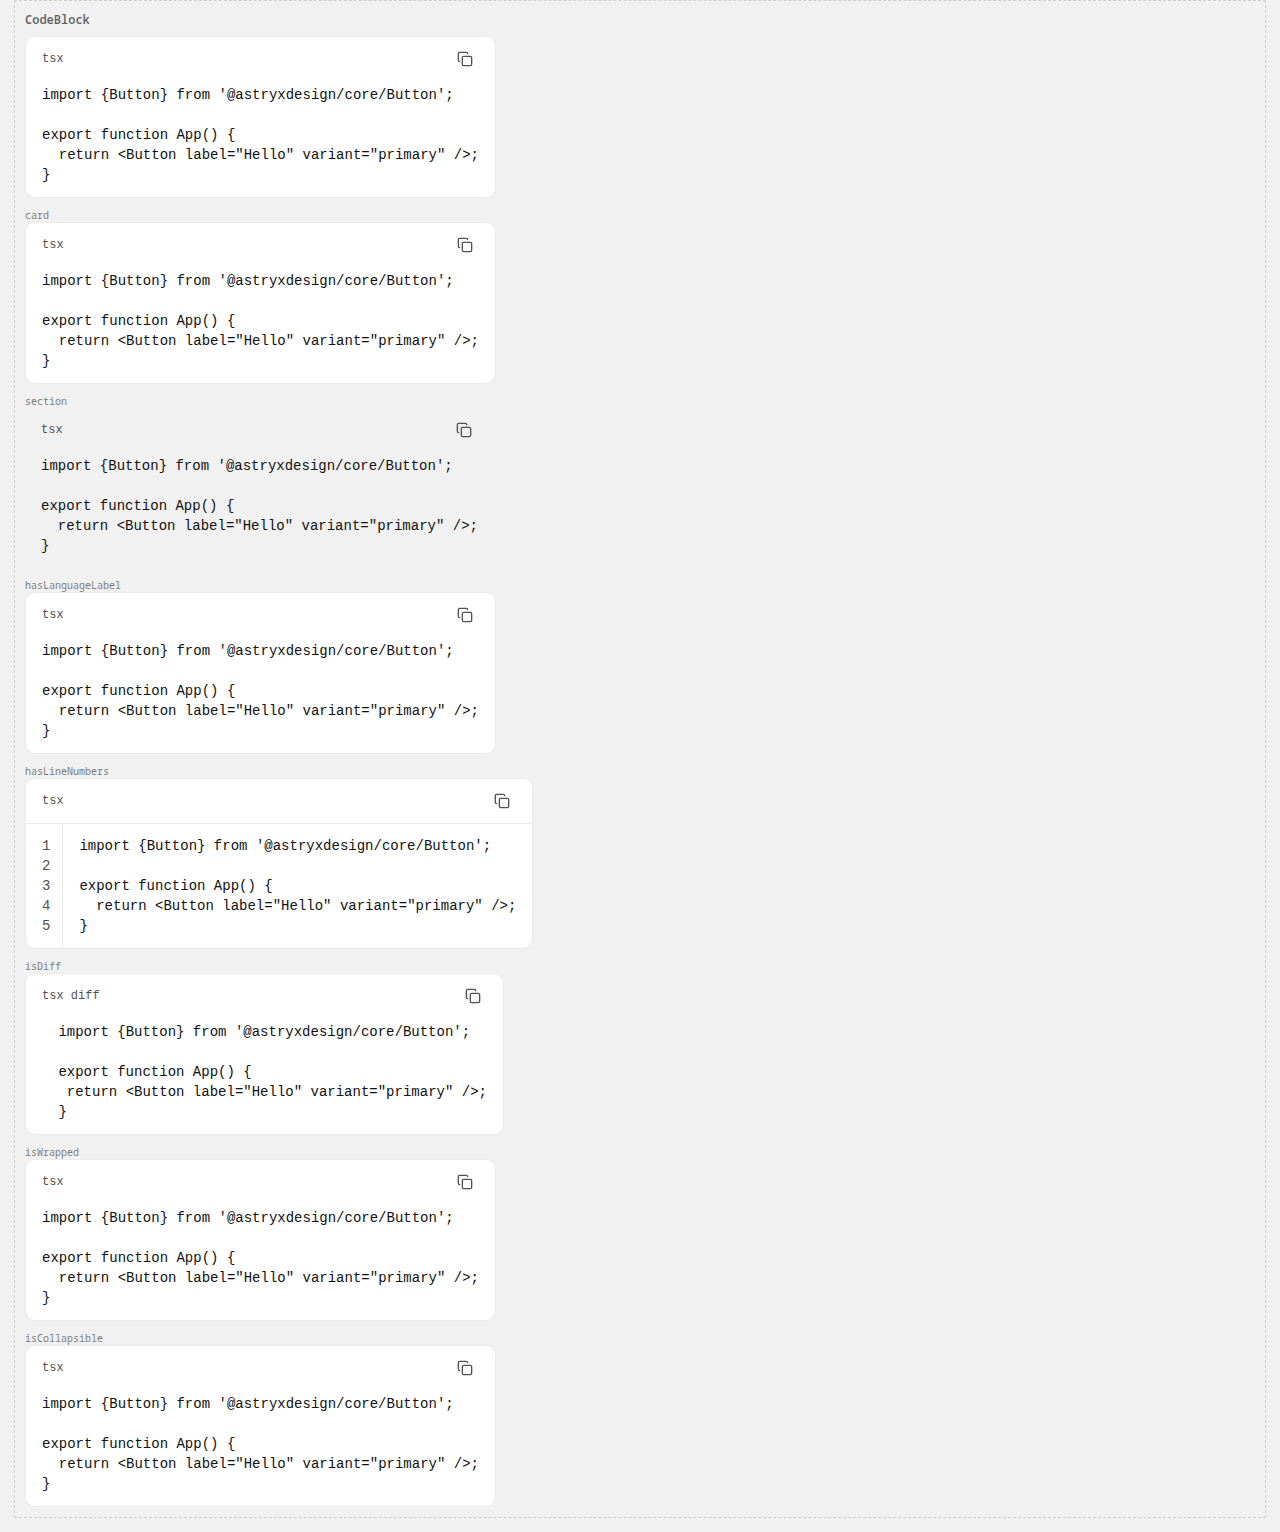 CodeBlock
tsx
import {Button} from '@astryxdesign/core/Button';
export function App() {
  return <Button label="Hello" variant="primary" />;
}
card
tsx
import {Button} from '@astryxdesign/core/Button';
export function App() {
  return <Button label="Hello" variant="primary" />;
}
section
tsx
import {Button} from '@astryxdesign/core/Button';
export function App() {
  return <Button label="Hello" variant="primary" />;
}
hasLanguageLabel
tsx
import {Button} from '@astryxdesign/core/Button';
export function App() {
  return <Button label="Hello" variant="primary" />;
}
hasLineNumbers
tsx
1 import {Button} from '@astryxdesign/core/Button';
2
3 export function App() {
4   return <Button label="Hello" variant="primary" />;
5 }
isDiff
tsx diff
import {Button} from '@astryxdesign/core/Button';
export function App() {
 return <Button label="Hello" variant="primary" />;
}
isWrapped
tsx
import {Button} from '@astryxdesign/core/Button';
export function App() {
  return <Button label="Hello" variant="primary" />;
}
isCollapsible
tsx
import {Button} from '@astryxdesign/core/Button';
export function App() {
  return <Button label="Hello" variant="primary" />;
}